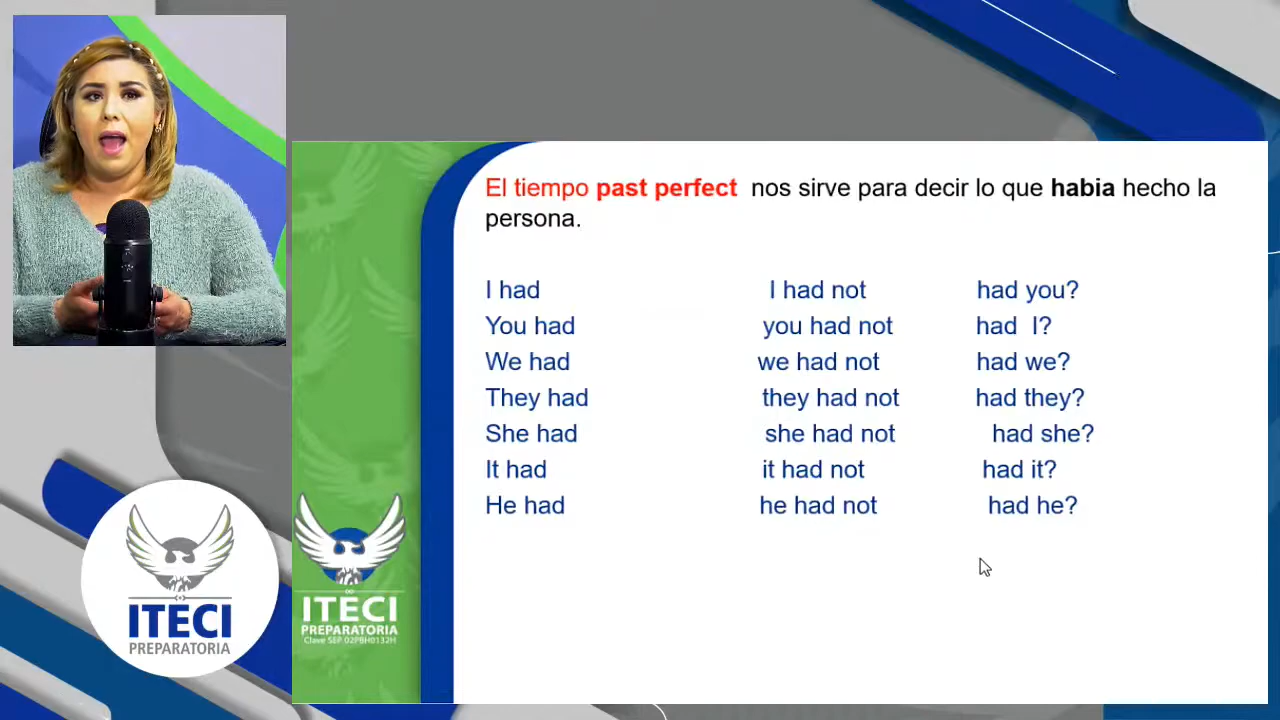 El tiempo past perfect nos sirve para decir lo que habia hecho la
persona.
I had I had not had you?
You had you had not had I?
We had we had not had we?
They had they had not had they?
She had she had not had she?
It had it had not had it?
He had he had not had he?
ITECI
PREPARATORIA
Clave SEP 02PBH0132H
ITECI
PREPARATORIA